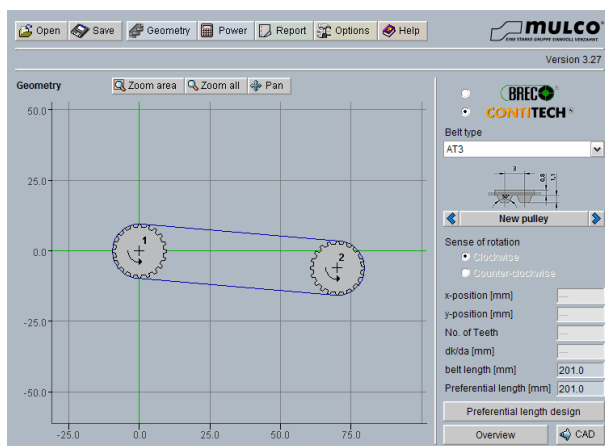 Open Save Geometry Power Report Options Help
MULCO
Version 3.27
Geometry Zoom area Zoom all Pan
BREC
CONTITECH
Belt type
AT3
3
New pulley
Sense of rotation
Clockwise
Counter-clockwise
x-position [mm] ---
y-position [mm] ---
No. of Teeth ---
dk/da [mm] ---
belt length [mm] 201.0
Preferential length [mm] 201.0
Preferential length design
Overview CAD
50.0
25.0
0.0
-25.0
-50.0
1
2
-25.0 0.0 25.0 50.0 75.0